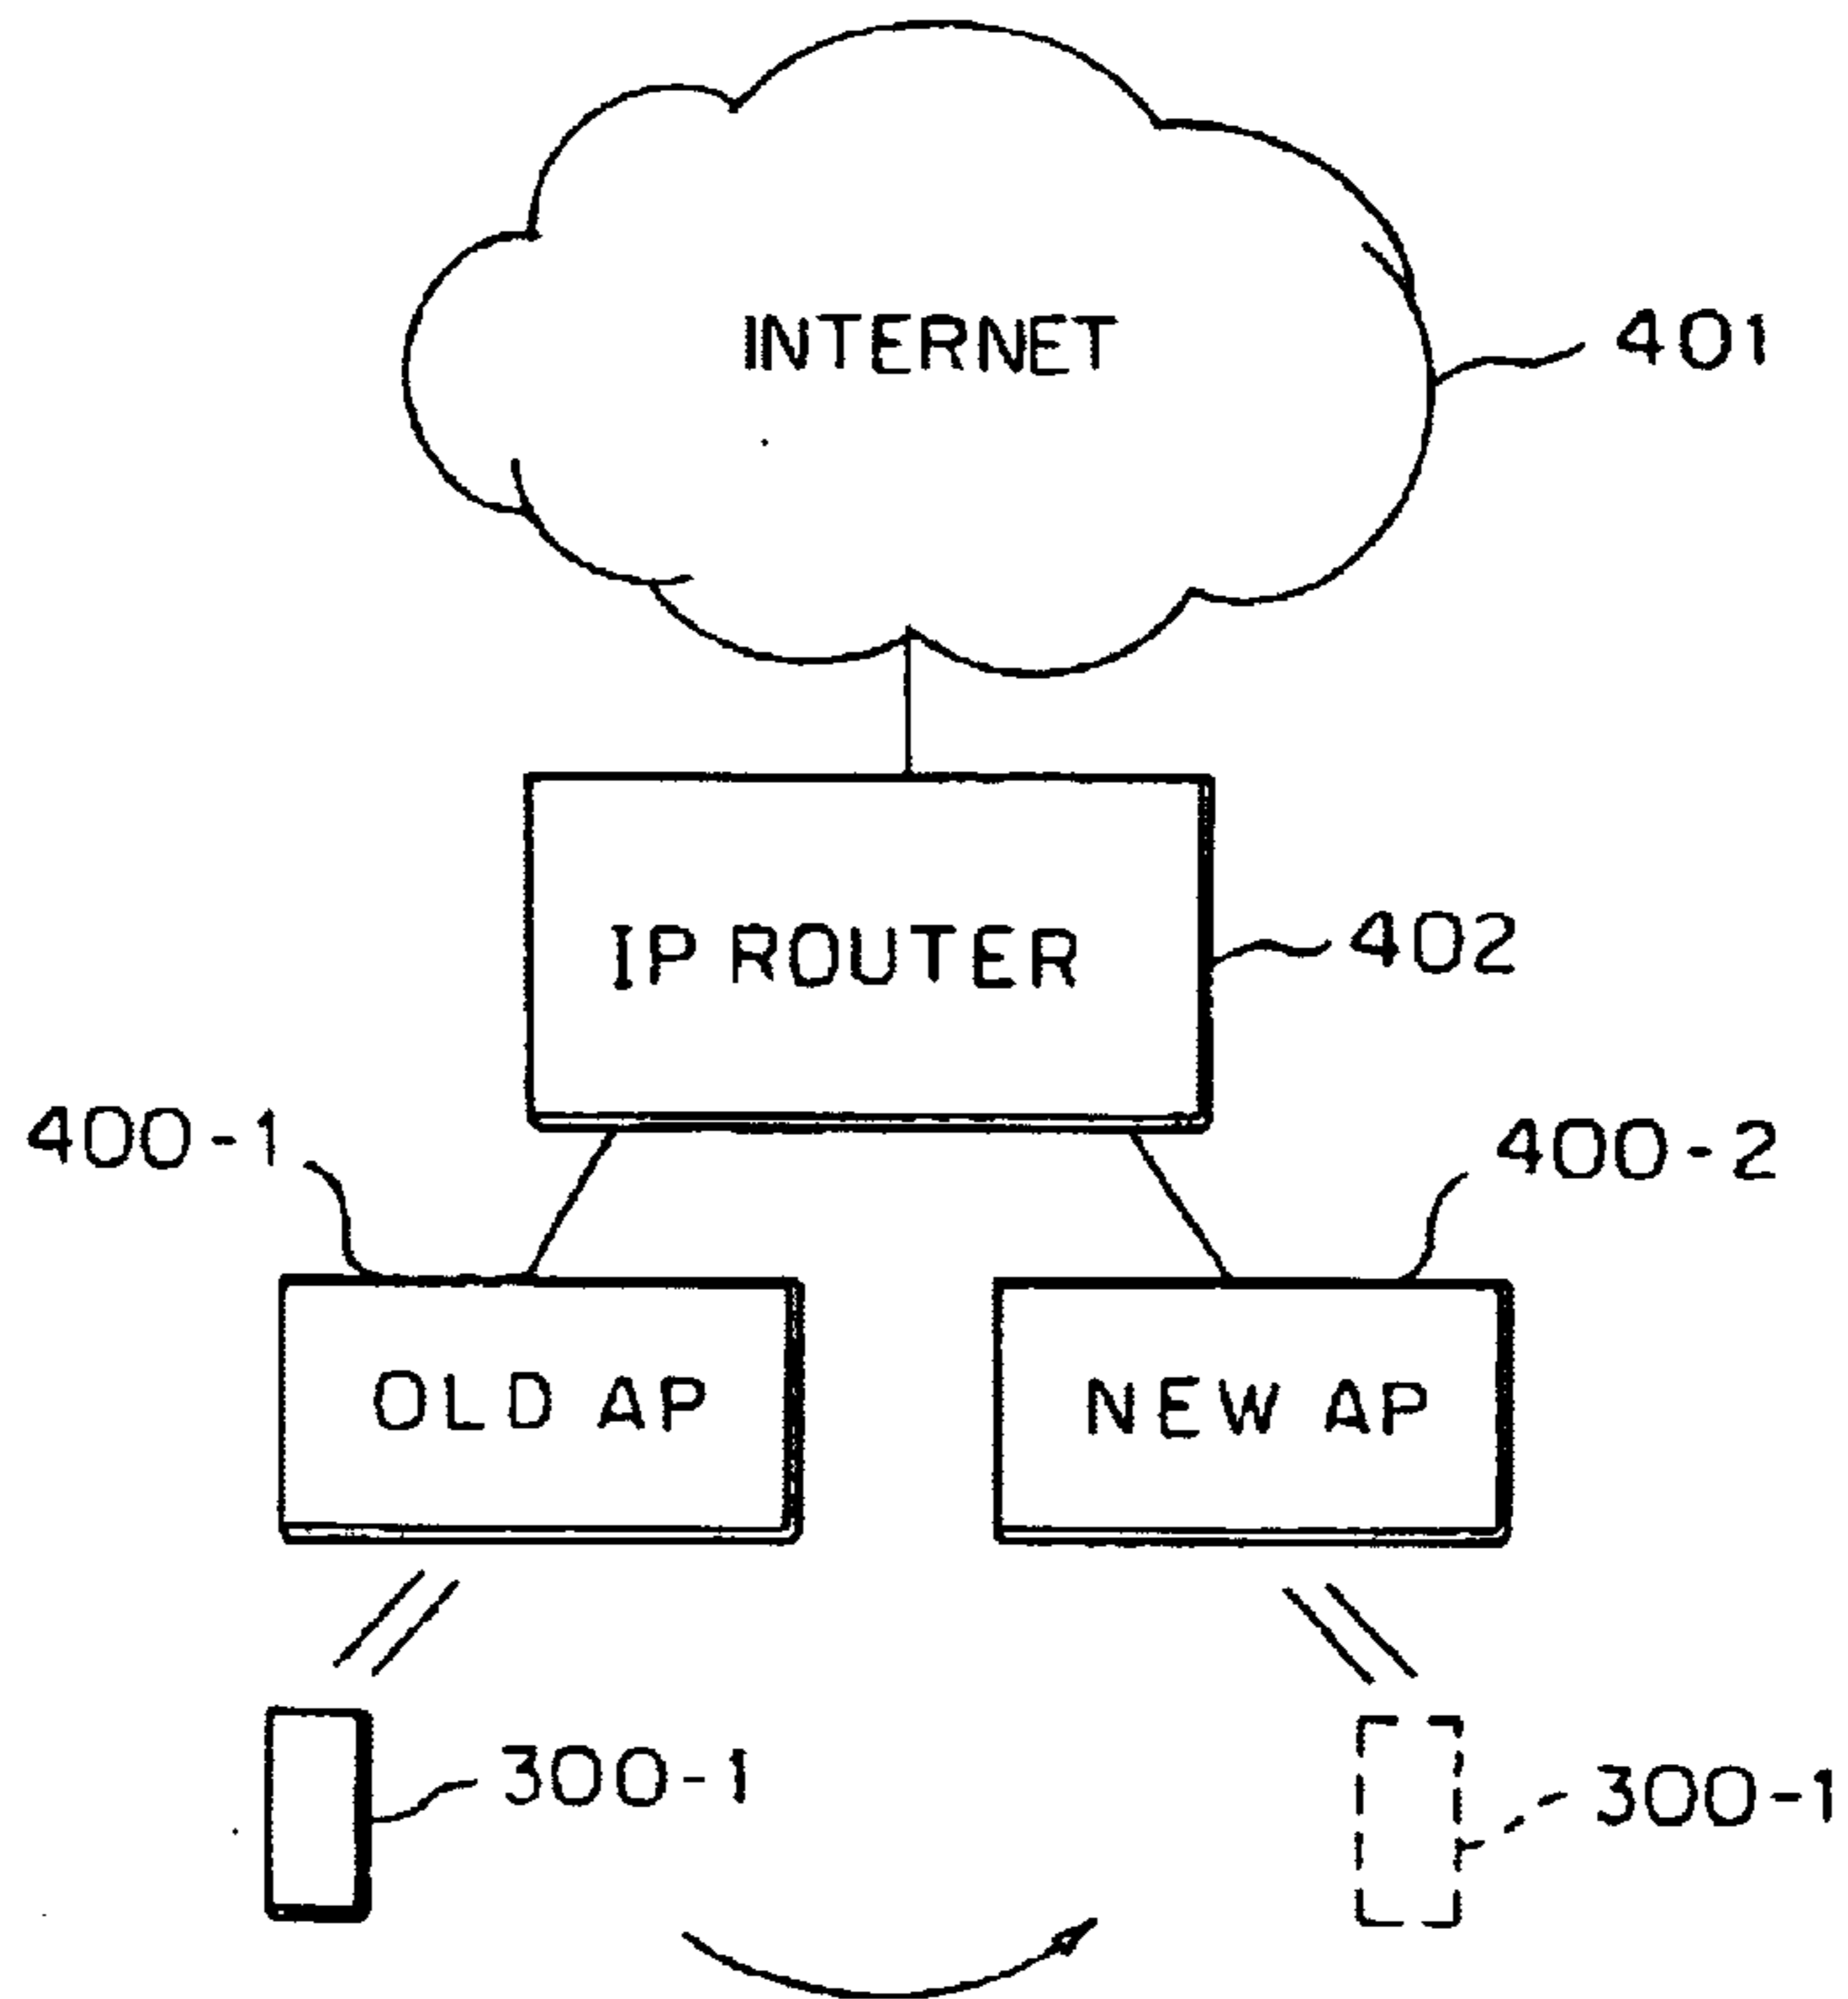 INTERNET
401
IP ROUTER
402
400-1
400-2
OLD AP
NEW AP
300-1
300-1